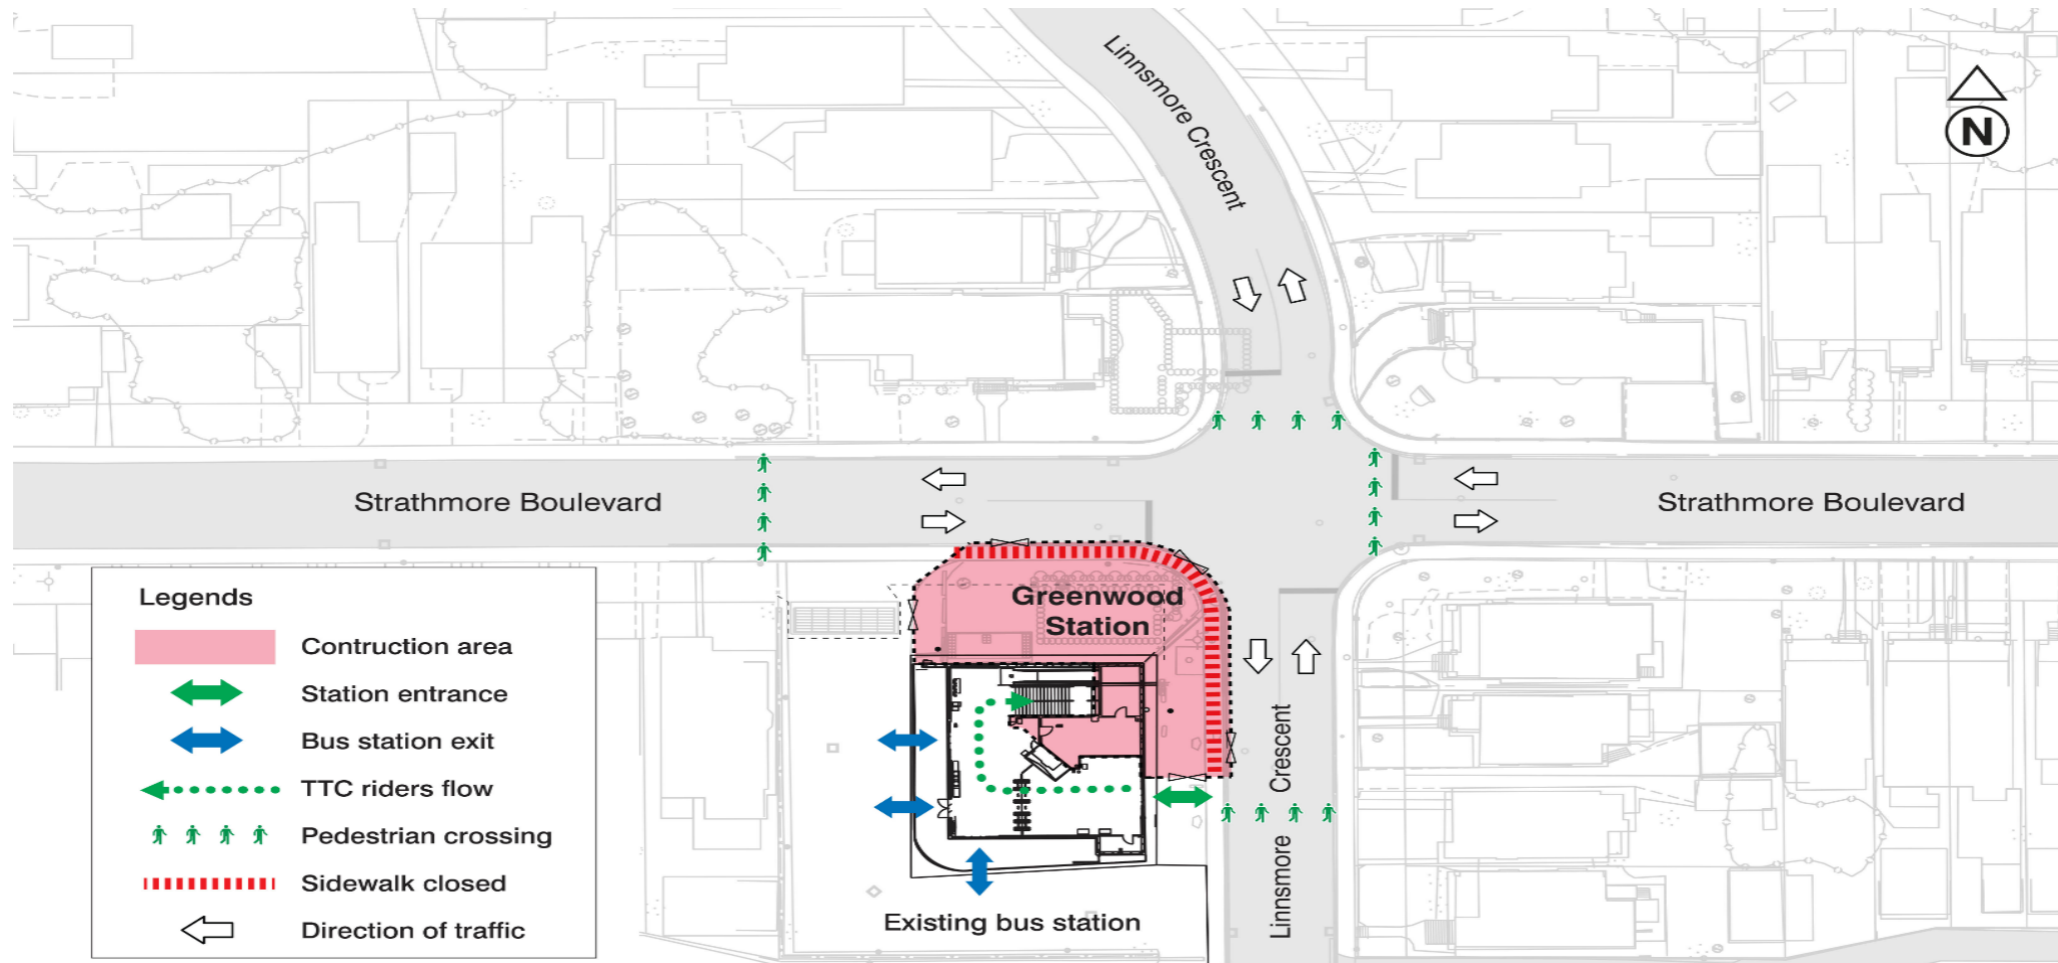 Linnsmore Crescent
N
Strathmore Boulevard
Strathmore Boulevard
Greenwood
Station
Linnsmore Crescent
Existing bus station
Legends
Contruction area
Station entrance
Bus station exit
TTC riders flow
Pedestrian crossing
Sidewalk closed
Direction of traffic